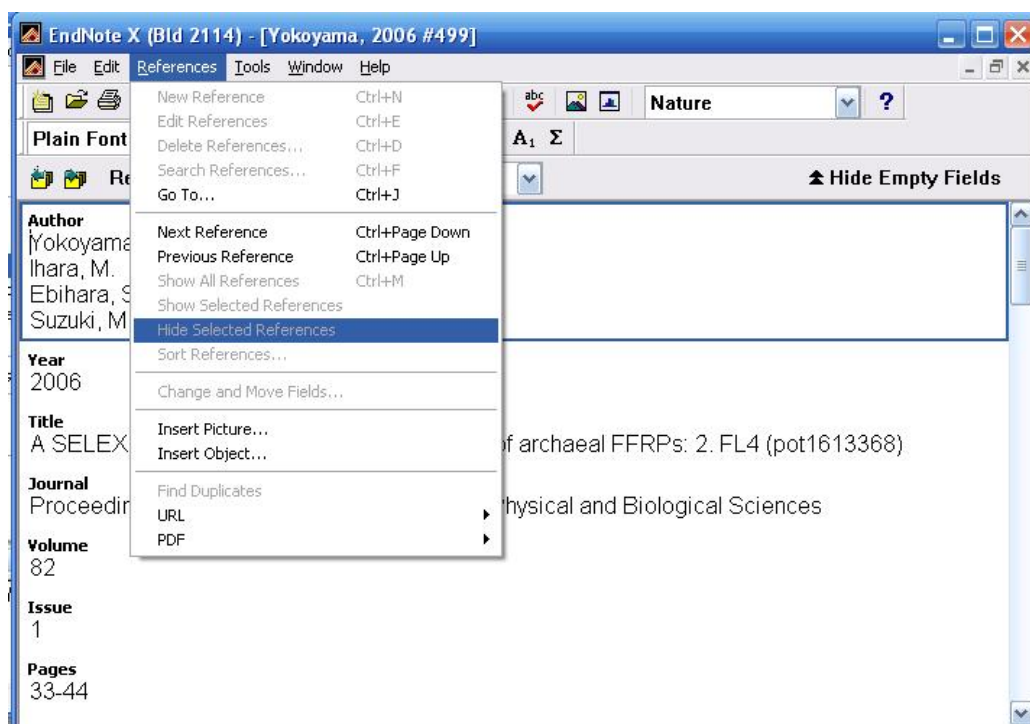 EndNote X (Bld 2114) - [Yokoyama, 2006 #499]
File Edit References Tools Window Help
abc Nature ?
Plain Font A₁ Σ
Hide Empty Fields
New Reference Ctrl+N
Edit References Ctrl+E
Delete References... Ctrl+D
Search References... Ctrl+F
Go To... Ctrl+J
Next Reference Ctrl+Page Down
Previous Reference Ctrl+Page Up
Show All References Ctrl+M
Show Selected References
Hide Selected References
Sort References...
Change and Move Fields...
Insert Picture...
Insert Object...
Find Duplicates
URL
PDF
Author
Yokoyama
Ihara, M.
Ebihara, S
Suzuki, M
Year
2006
Title
A SELEX of archaeal FFRPs: 2. FL4 (pot1613368)
Journal
Proceedin hysical and Biological Sciences
Volume
82
Issue
1
Pages
33-44